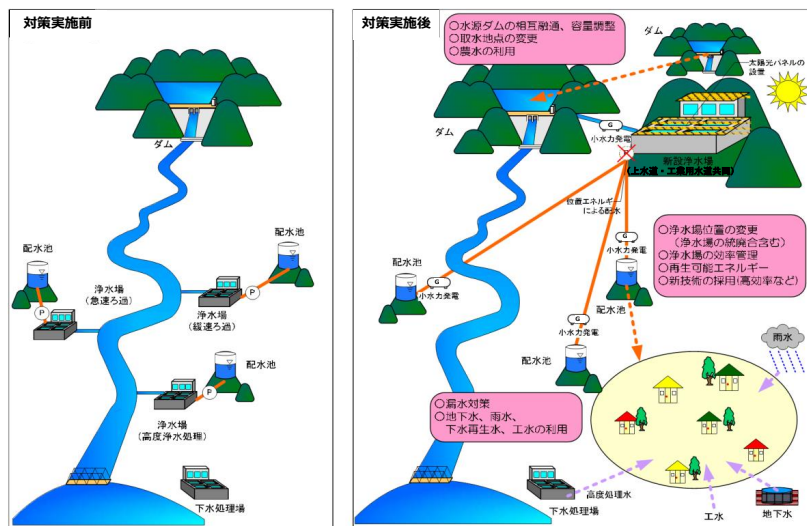 対策実施前
ダム
配水池
P
浄水場
(急速ろ過)
配水池
P
浄水場
(緩速ろ過)
配水池
P
浄水場
(高度浄水処理)
下水処理場
対策実施後
○水源ダムの相互融通、容量調整
○取水地点の変更
○農水の利用
ダム
太陽元パネルの
設置
G
小水力発電
P
新設浄水場
(上水道・工業用水道共同)
位置エネルギー
による配水
配水池
G
小水力発電
G
小水力発電
配水池
G
小水力発電
配水池
○浄水場位置の変更
(浄水場の統廃合含む)
○浄水場の効率管理
○再生可能エネルギー
○新技術の採用(高効率など)
雨水
○漏水対策
○地下水、雨水、
下水再生水、工水の利用
下水処理場
高度処理水
工水
地下水